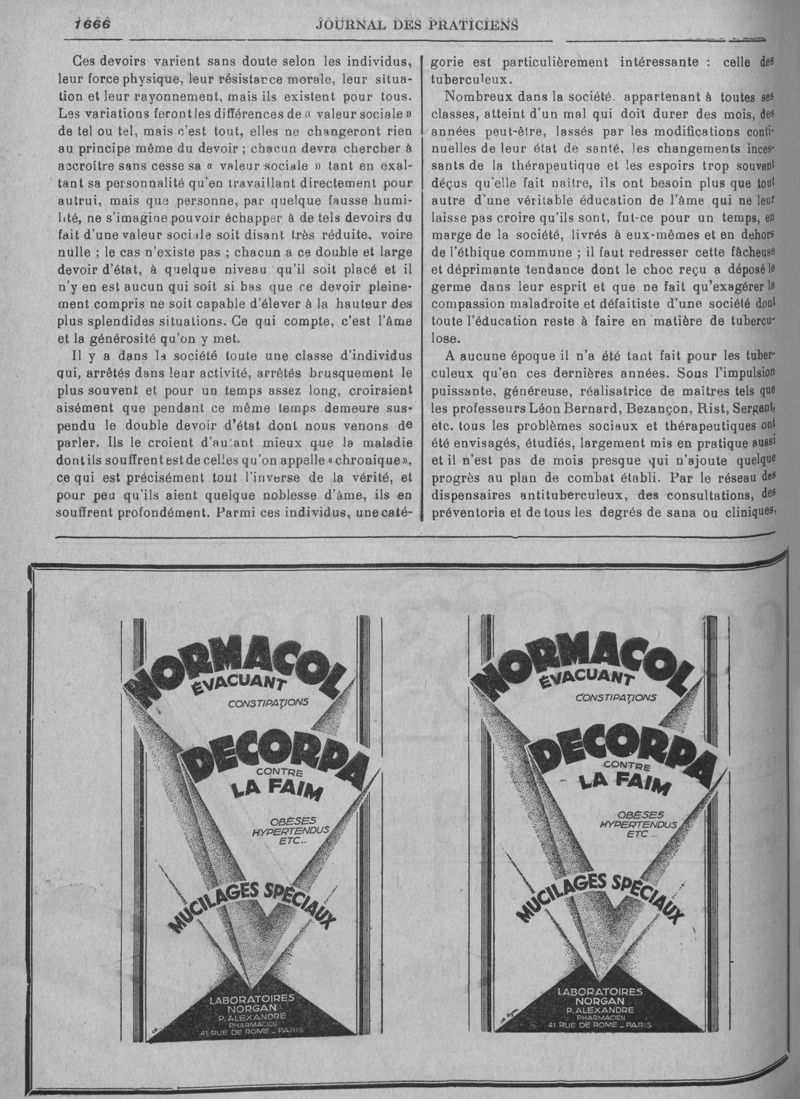 1666
JOURNAL DES PRATICIENS
Ces devoirs varient sans doute selon les individus,
leur force physique, leur résistance morale, leur situa-
tion et leur rayonnement, mais ils existent pour tous.
Les variations feront les différences de « valeur sociale »
de tel ou tel, mais c'est tout, elles ne changeront rien
au principe même du devoir ; chacun devra chercher à
accroître sans cesse sa « valeur sociale » tant en exal-
tant sa personnalité qu'en travaillant directement pour
autrui, mais que personne, par quelque fausse humi-
lité, ne s'imagine pouvoir échapper à de tels devoirs du
fait d'une valeur sociale soit disant très réduite, voire
nulle ; le cas n'existe pas ; chacun a ce double et large
devoir d'état, à quelque niveau qu'il soit placé et il
n'y en est aucun qui soit si bas que ce devoir pleine-
ment compris ne soit capable d'élever à la hauteur des
plus splendides situations. Ce qui compte, c'est l'âme
et la générosité qu'on y met.
Il y a dans la société toute une classe d'individus
qui, arrêtés dans leur activité, arrêtés brusquement le
plus souvent et pour un temps assez long, croiraient
aisément que pendant ce même temps demeure sus-
pendu le double devoir d'état dont nous venons de
parler. Ils le croient d'autant mieux que la maladie
dont ils souffrent est de celles qu'on appelle « chronique »,
ce qui est précisément tout l'inverse de la vérité, et
pour peu qu'ils aient quelque noblesse d'âme, ils en
souffrent profondément. Parmi ces individus, une caté-
gorie est particulièrement intéressante : celle des
tuberculeux.
Nombreux dans la société. appartenant à toutes ses
classes, atteint d'un mal qui doit durer des mois, des
années peut-être, lassés par les modifications conti-
nuelles de leur état de santé, les changements inces-
sants de la thérapeutique et les espoirs trop souvent
déçus qu'elle fait naître, ils ont besoin plus que tout
autre d'une véritable éducation de l'âme qui ne leur
laisse pas croire qu'ils sont, fut-ce pour un temps, en
marge de la société, livrés à eux-mêmes et en dehors
de l'éthique commune ; il faut redresser cette fâcheuse
et déprimante tendance dont le choc reçu a déposé le
germe dans leur esprit et que ne fait qu'exagérer la
compassion maladroite et défaitiste d'une société dont
toute l'éducation reste à faire en matière de tubercu-
lose.
A aucune époque il n'a été tant fait pour les tuber-
culeux qu'en ces dernières années. Sous l'impulsion
puissante, généreuse, réalisatrice de maîtres tels que
les professeurs Léon Bernard, Bezançon, Rist, Sergent,
etc. tous les problèmes sociaux et thérapeutiques ont
été envisagés, étudiés, largement mis en pratique aussi
et il n'est pas de mois presque qui n'ajoute quelque
progrès au plan de combat établi. Par le réseau des
dispensaires antituberculeux, des consultations, des
préventoria et de tous les degrés de sana ou cliniques,
NORMACOL
ÉVACUANT
CONSTIPATIONS
DECORPA
CONTRE
LA FAIM
OBÈSES
HYPERTENDUS
ETC..
MUCILAGES SPÉCIAUX
LABORATOIRES
NORGAN
P. ALEXANDRE
PHARMACIEN
41 RUE DE ROME _ PARIS
NORMACOL
ÉVACUANT
CONSTIPATIONS
DECORPA
CONTRE
LA FAIM
OBÈSES
HYPERTENDUS
ETC ..
MUCILAGES SPÉCIAUX
LABORATOIRES
NORGAN
P. ALEXANDRE
PHARMACIEN
41 RUE DE ROME _ PARIS